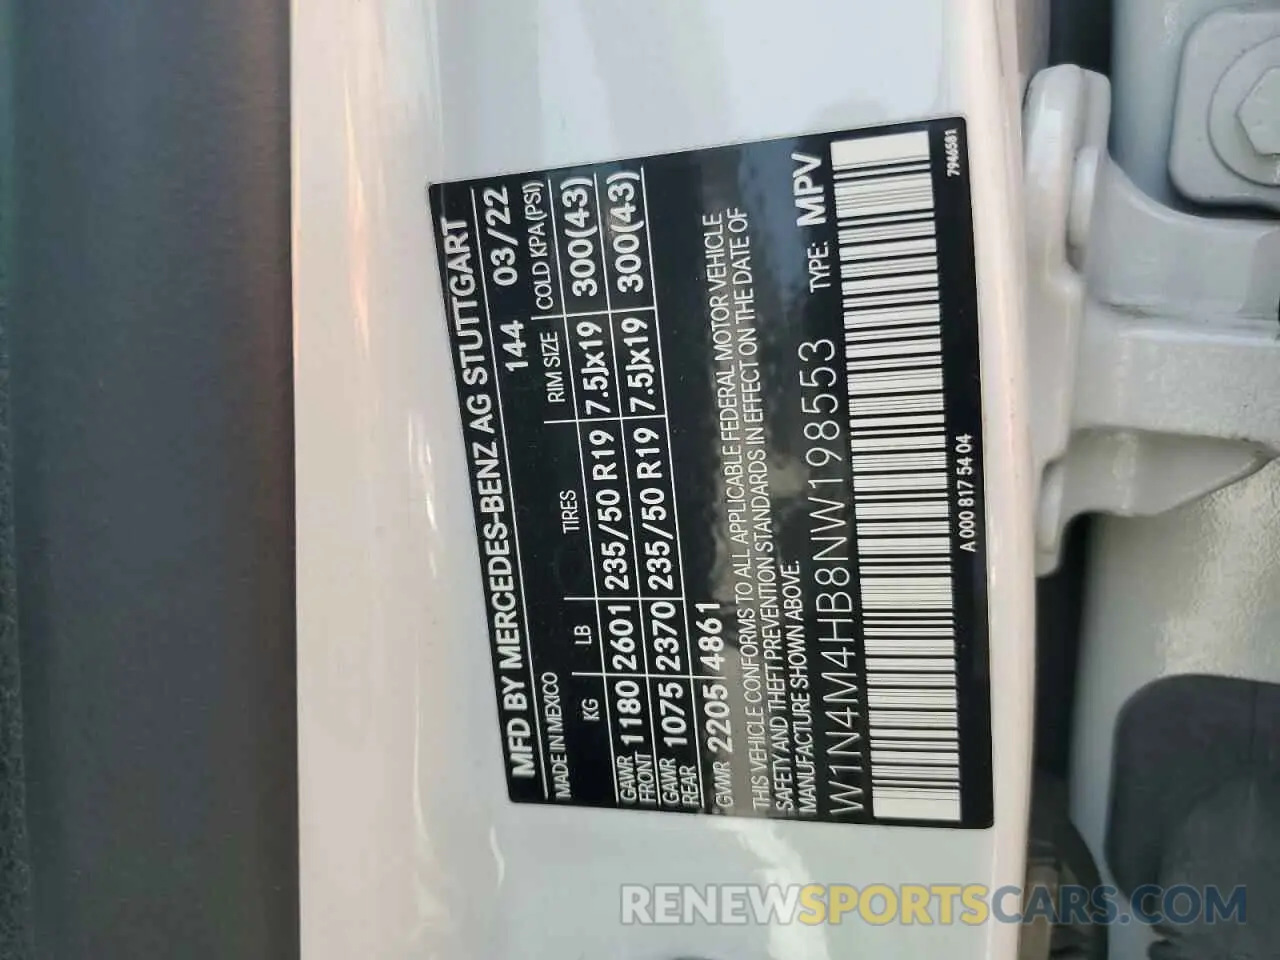 MFD BY MERCEDES-BENZ AG STUTTGART
MADE IN MEXICO 144 03/22
KG LB TIRES RIM SIZE COLD KPA(PSI)
GAWR FRONT 1180 2601 235/50 R19 7.5Jx19 300(43)
GAWR REAR 1075 2370 235/50 R19 7.5Jx19 300(43)
GVWR 2205 4861
THIS VEHICLE CONFORMS TO ALL APPLICABLE FEDERAL MOTOR VEHICLE
SAFETY AND THEFT PREVENTION STANDARDS IN EFFECT ON THE DATE OF
MANUFACTURE SHOWN ABOVE.
W1N4M4HB8NW198553 TYPE: MPV
A 000 817 54 04 7946581
RENEWSPORTSCARS.COM